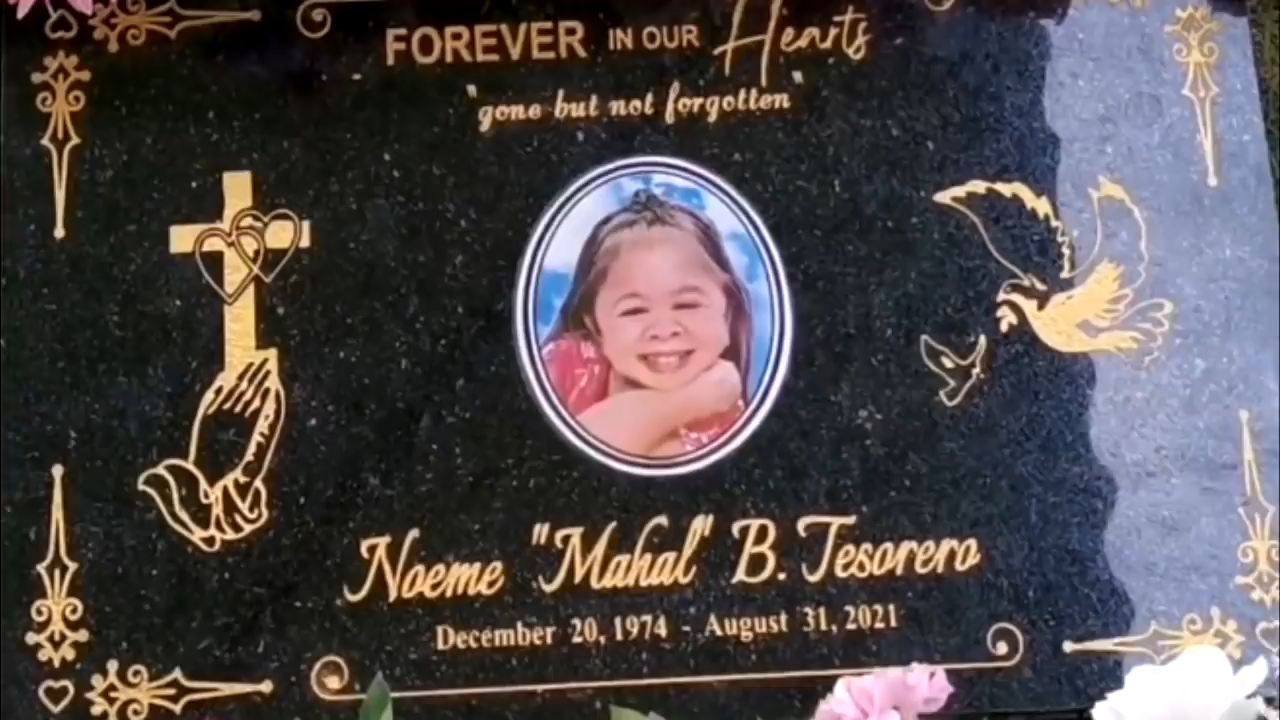 FOREVER IN OUR Hearts
"gone but not forgotten"
Noeme "Mahal" B. Tesorero
December 20, 1974 - August 31, 2021